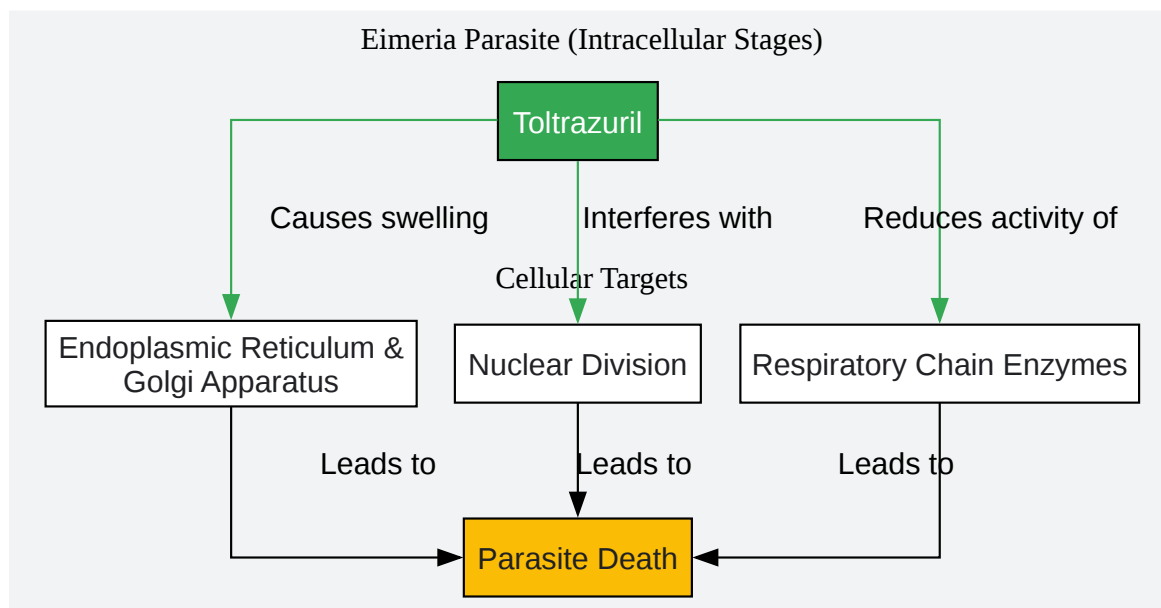 Eimeria Parasite (Intracellular Stages)
Toltrazuril
Causes swelling
Interferes with
Reduces activity of
Cellular Targets
Endoplasmic Reticulum &
Golgi Apparatus
Nuclear Division
Respiratory Chain Enzymes
Leads to
Leads to
Leads to
Parasite Death